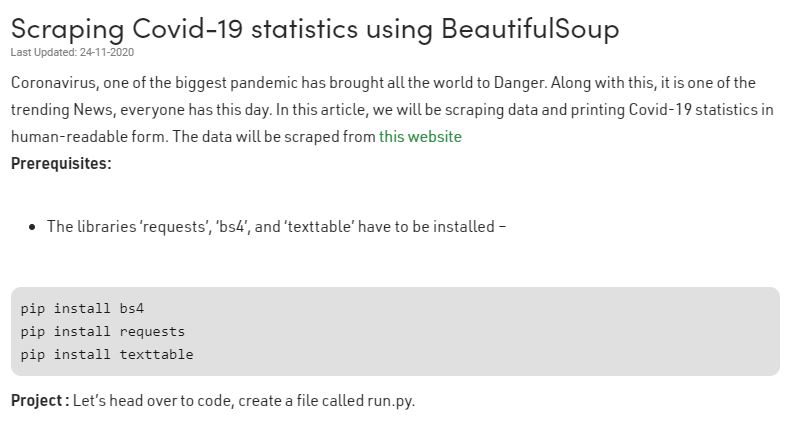 Scraping Covid-19 statistics using BeautifulSoup
Last Updated: 24-11-2020
Coronavirus, one of the biggest pandemic has brought all the world to Danger. Along with this, it is one of the
trending News, everyone has this day. In this article, we will be scraping data and printing Covid-19 statistics in
human-readable form. The data will be scraped from this website
Prerequisites:
• The libraries ‘requests’, ‘bs4’, and ‘texttable’ have to be installed –
pip install bs4
pip install requests
pip install texttable
Project : Let’s head over to code, create a file called run.py.